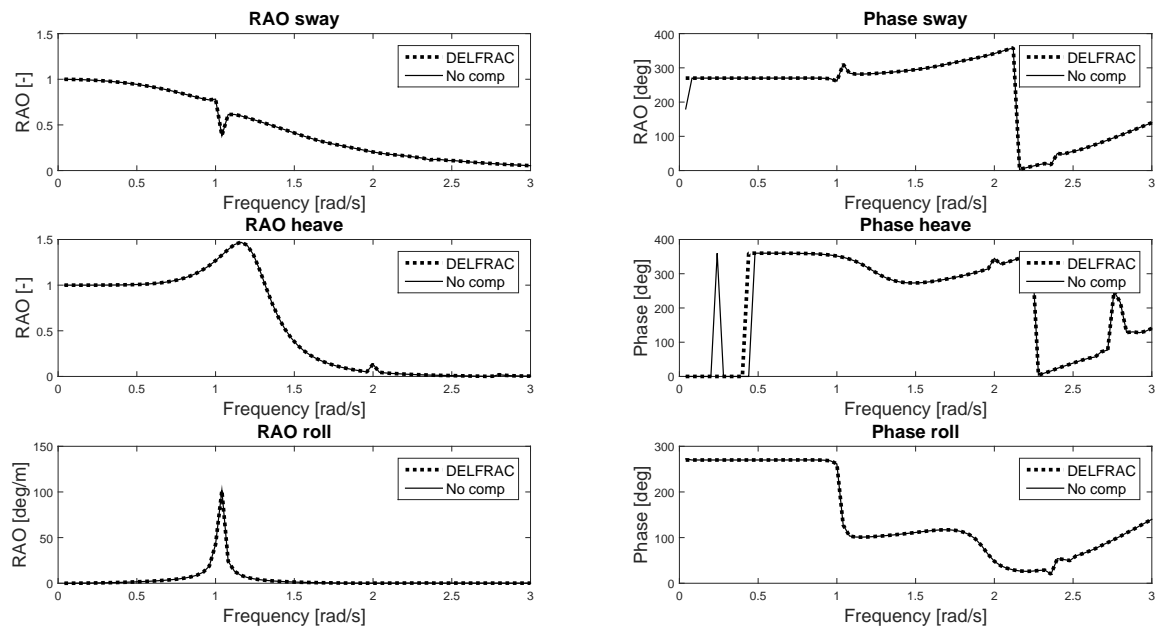 RAO sway
1.5
1
0.5
0
RAO [-]
DELFRAC
No comp
0 0.5 1 1.5 2 2.5 3
Frequency [rad/s]
Phase sway
400
300
200
100
0
RAO [deg]
DELFRAC
No comp
0 0.5 1 1.5 2 2.5 3
Frequency [rad/s]
RAO heave
1.5
1
0.5
0
RAO [-]
DELFRAC
No comp
0 0.5 1 1.5 2 2.5 3
Frequency [rad/s]
Phase heave
400
300
200
100
0
Phase [deg]
DELFRAC
No comp
0 0.5 1 1.5 2 2.5 3
Frequency [rad/s]
RAO roll
150
100
50
0
RAO [deg/m]
DELFRAC
No comp
0 0.5 1 1.5 2 2.5 3
Frequency [rad/s]
Phase roll
300
200
100
0
Phase [deg]
DELFRAC
No comp
0 0.5 1 1.5 2 2.5 3
Frequency [rad/s]